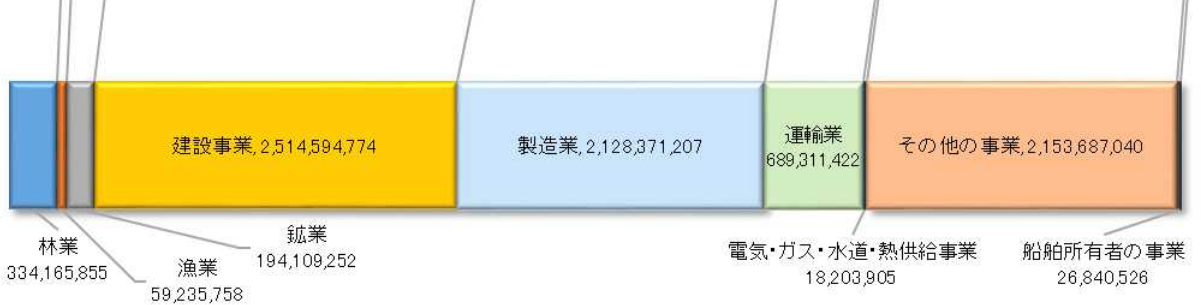 建設事業,2,514,594,774
製造業,2,128,371,207
運輸業
689,311,422
その他の事業,2,153,687,040
林業
334,165,855
漁業
59,235,758
鉱業
194,109,252
電気・ガス・水道・熱供給事業
18,203,905
船舶所有者の事業
26,840,526